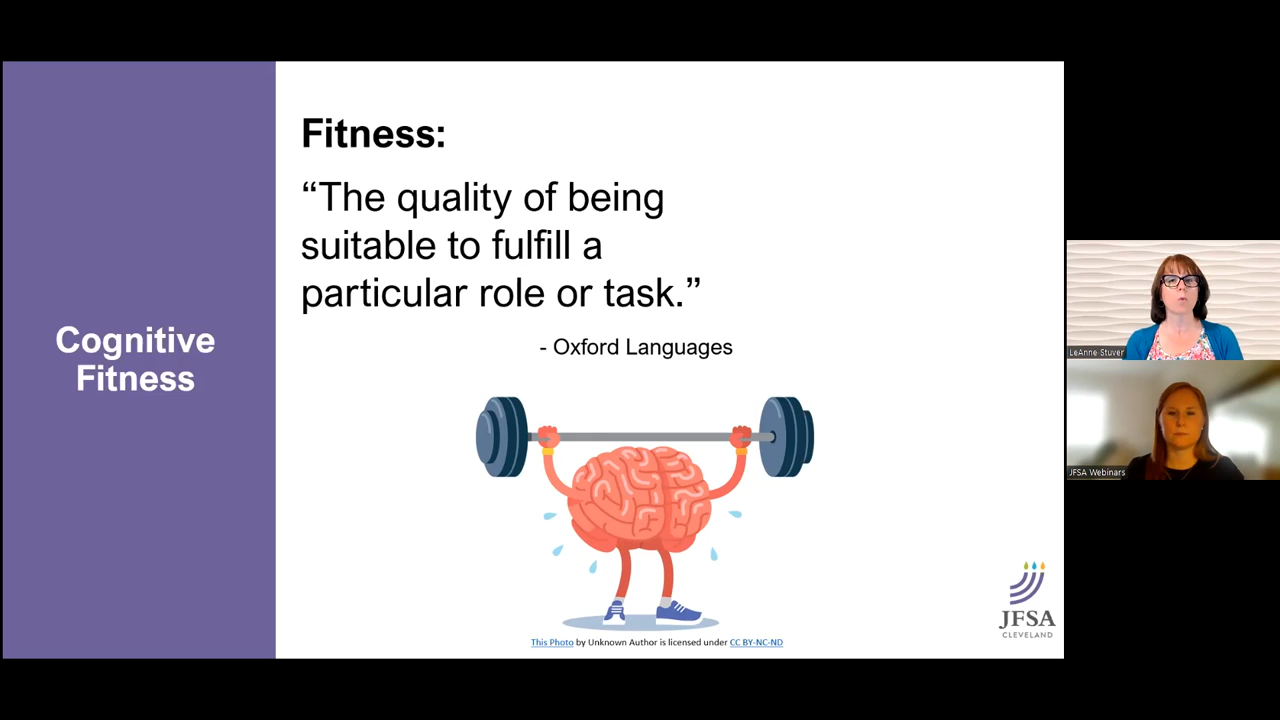 Cognitive
Fitness
Fitness:
“The quality of being
suitable to fulfill a
particular role or task.”
- Oxford Languages
This Photo by Unknown Author is licensed under CC BY-NC-ND
JFSA
CLEVELAND
LeAnne Stuver
JFSA Webinars